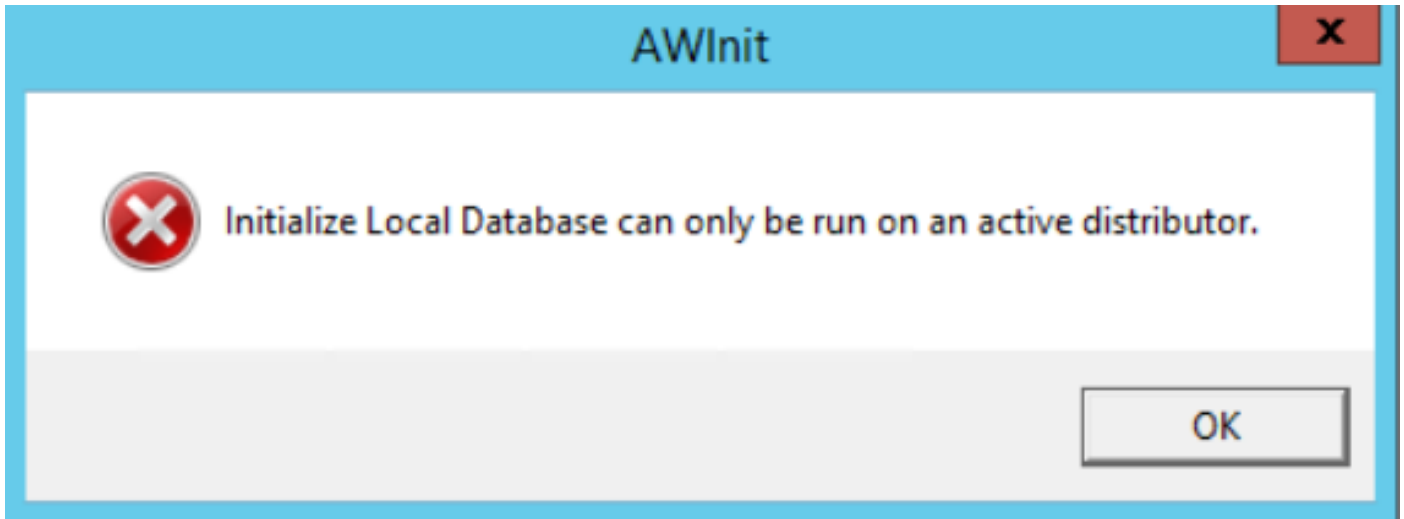 AWInit
x
Initialize Local Database can only be run on an active distributor.
OK